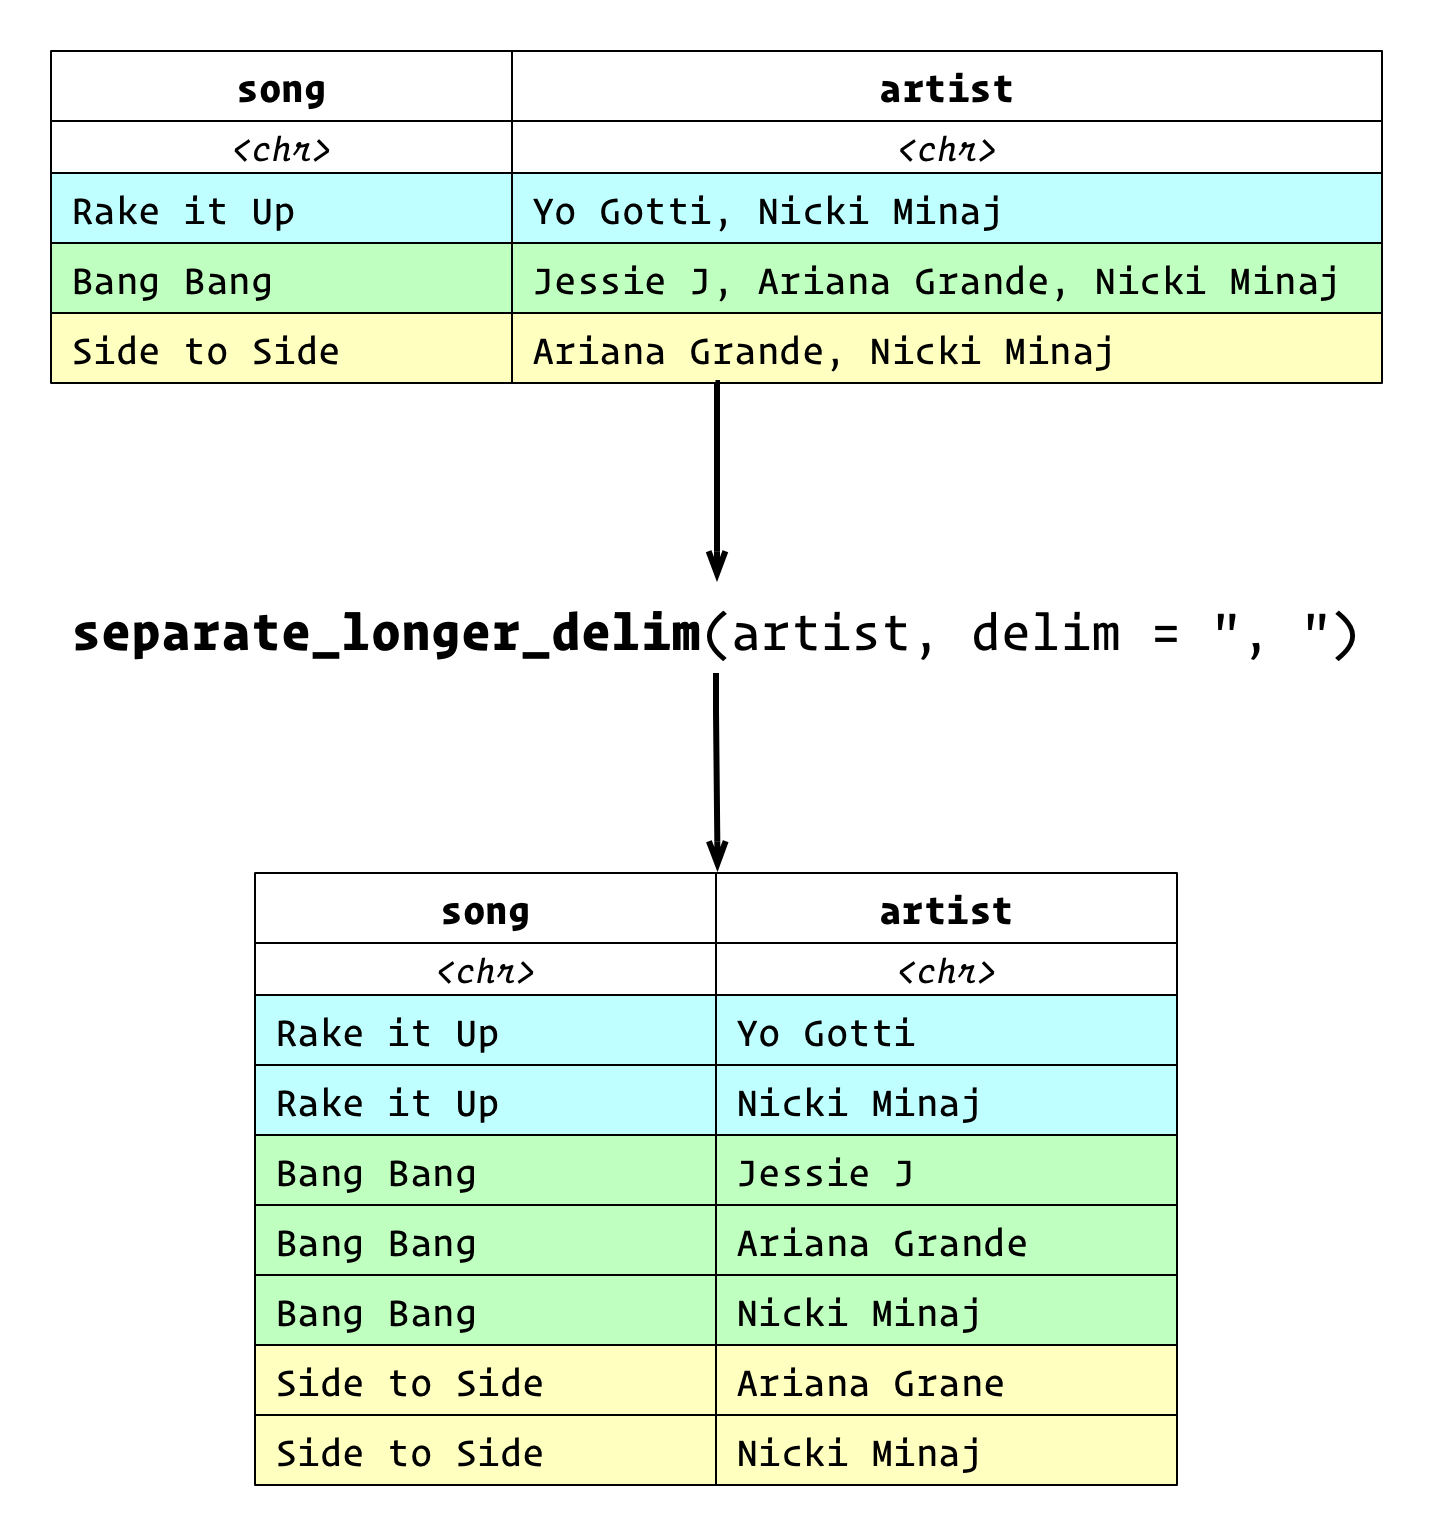 song artist
<chr> <chr>
Rake it Up Yo Gotti, Nicki Minaj
Bang Bang Jessie J, Ariana Grande, Nicki Minaj
Side to Side Ariana Grande, Nicki Minaj
separate_longer_delim(artist, delim = ", ")
song artist
<chr> <chr>
Rake it Up Yo Gotti
Rake it Up Nicki Minaj
Bang Bang Jessie J
Bang Bang Ariana Grande
Bang Bang Nicki Minaj
Side to Side Ariana Grane
Side to Side Nicki Minaj